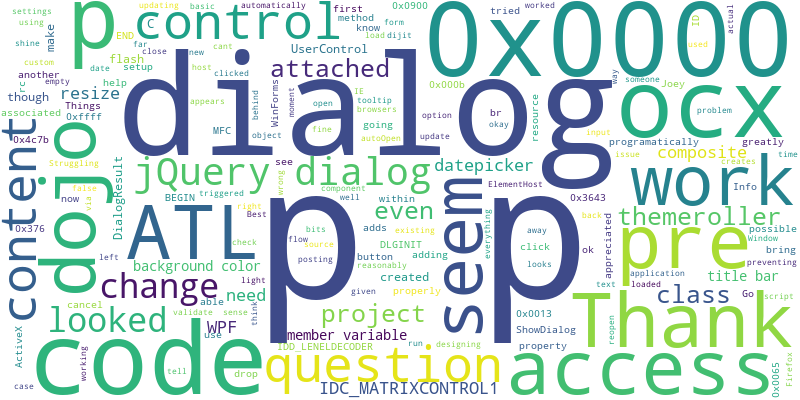 updating
basic
automatically
first
form
tried
worked
0x0900
actual
settings
using
C
control
method
know
load
dijit
ID
used
p
0x0000
shine
make
END
UserControl
custom
far
close
new
cant
IE
browsers
way
someone
Joey
rc
another
empty
date
help
flash
setup
host
clicked
appears
attached
dialog
resize
though
Things
0xffff
associated
0x4c7b
MFC
object
behind
WinForms
moment
open
tooltip
fine
autoOpen
0x000b
option
update
br
okay
resource
ocx
problem
input
going
programatically
greatly
issue
composite
creates
time
content
dojo
Struggling
false
via
now
0x376
DialogResult
jQuery dialog
see
wrong
component
well
even
within
datepicker
seem
ElementHost
0x3643
work
Info
Window
possible
bring
preventing
themeroller
BEGIN
triggered
right
Best
check
ATL
adds
bits
flow
source
posting
existing
DLGINIT
adding
everything
away
click
looks
ok
back
appreciated
pre
title bar
application
text
loaded
Go
script
left
background color
button
reasonably
created
p p
change
able
light
need
given
properly
class
ActiveX
cancel
validate
sense
use
WPF
think
project
0x0013
ShowDialog
property
reopen
Thank
looked
member variable
IDD_LENELDECODER
run
designing
code
case
working
tell
drop
question
IDC_MATRIXCONTROL1
access
Firefox
0x0065